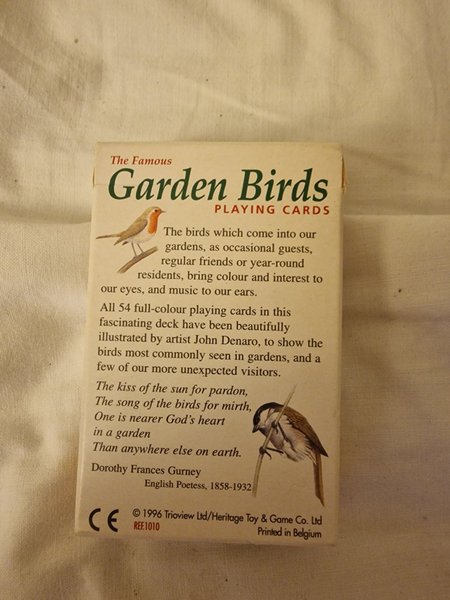 The Famous
Garden Birds
PLAYING CARDS
The birds which come into our
gardens, as occasional guests,
regular friends or year-round
residents, bring colour and interest to
our eyes, and music to our ears.
All 54 full-colour playing cards in this
fascinating deck have been beautifully
illustrated by artist John Denaro, to show the
birds most commonly seen in gardens, and a
few of our more unexpected visitors.
The kiss of the sun for pardon,
The song of the birds for mirth,
One is nearer God's heart
in a garden
Than anywhere else on earth.
Dorothy Frances Gurney
English Poetess, 1858-1932
CE © 1996 Trioview Ltd/Heritage Toy & Game Co. Ltd
REF.1010 Printed in Belgium